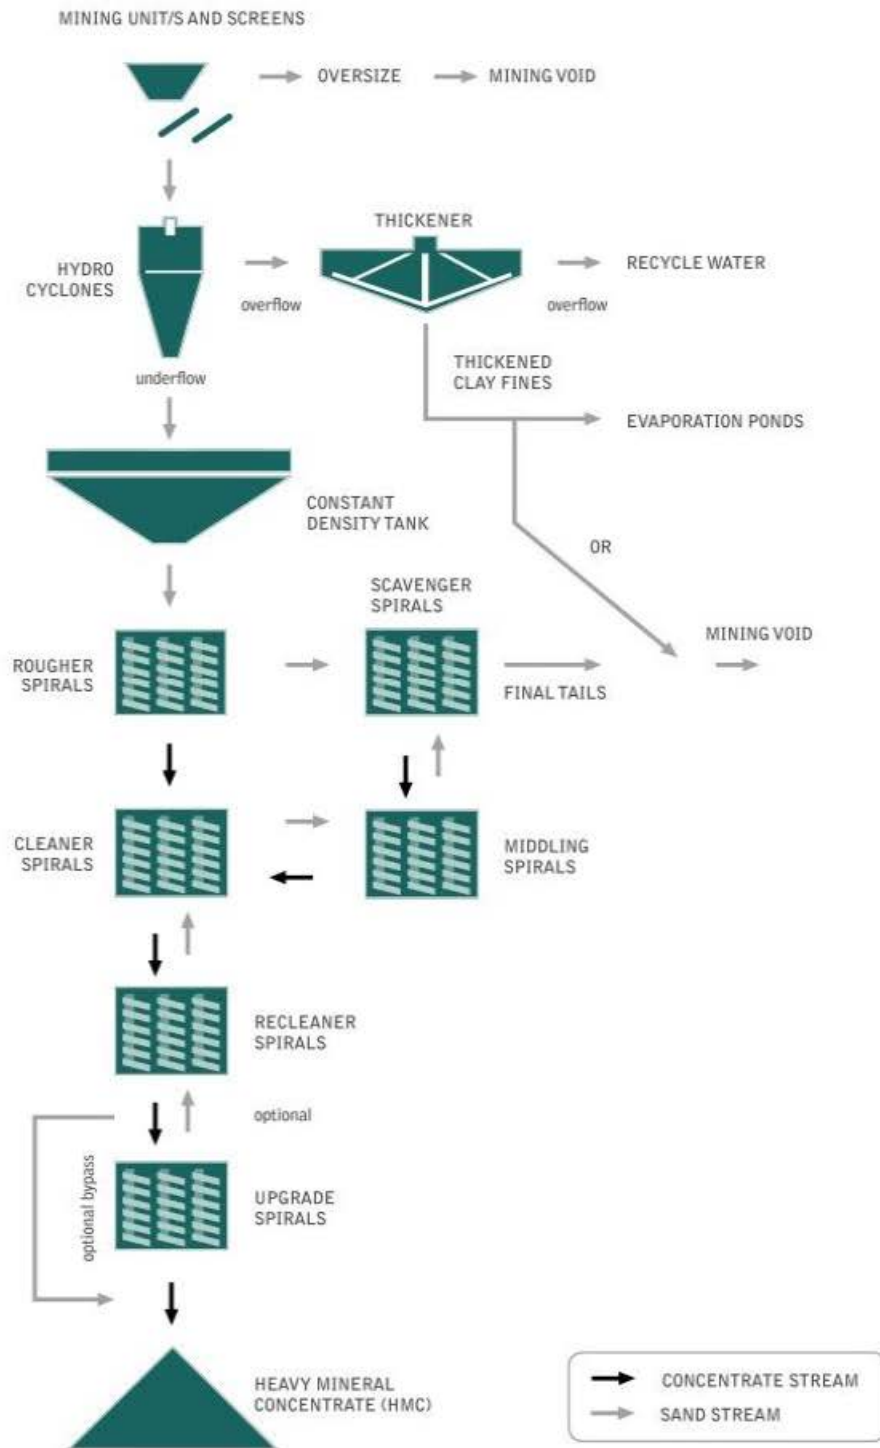 MINING UNIT/S AND SCREENS
OVERSIZE
MINING VOID
THICKENER
HYDRO
CYCLONES
overflow
overflow
RECYCLE WATER
underflow
THICKENED
CLAY FINES
EVAPORATION PONDS
CONSTANT
DENSITY TANK
OR
SCAVENGER
SPIRALS
MINING VOID
ROUGHER
SPIRALS
FINAL TAILS
CLEANER
SPIRALS
MIDDLING
SPIRALS
RECLEANER
SPIRALS
optional
optional bypass
UPGRADE
SPIRALS
HEAVY MINERAL
CONCENTRATE (HMC)
CONCENTRATE STREAM
SAND STREAM